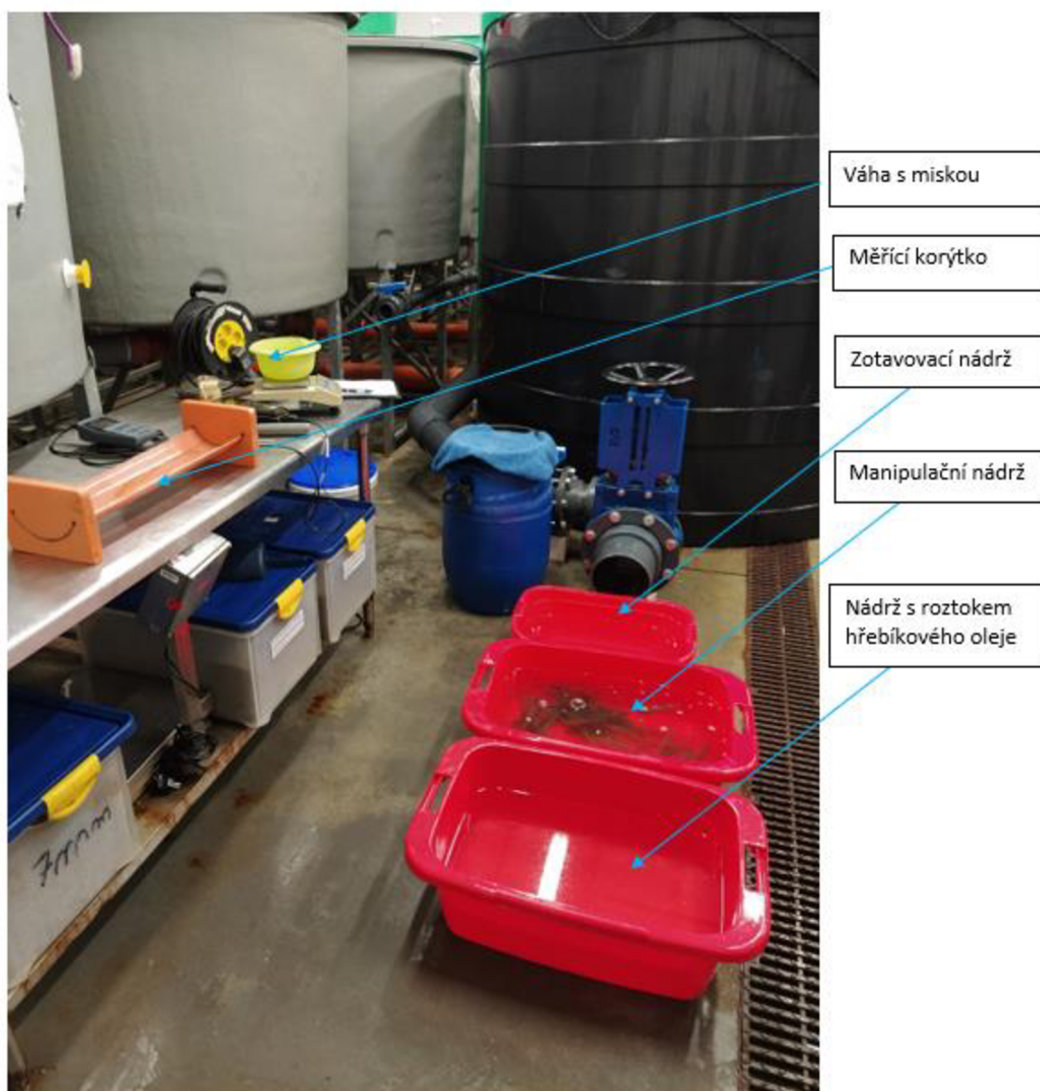 Váha s miskou
Měřící korýtko
Zotavovací nádrž
Manipulační nádrž
Nádrž s roztokem
hřebíkového oleje